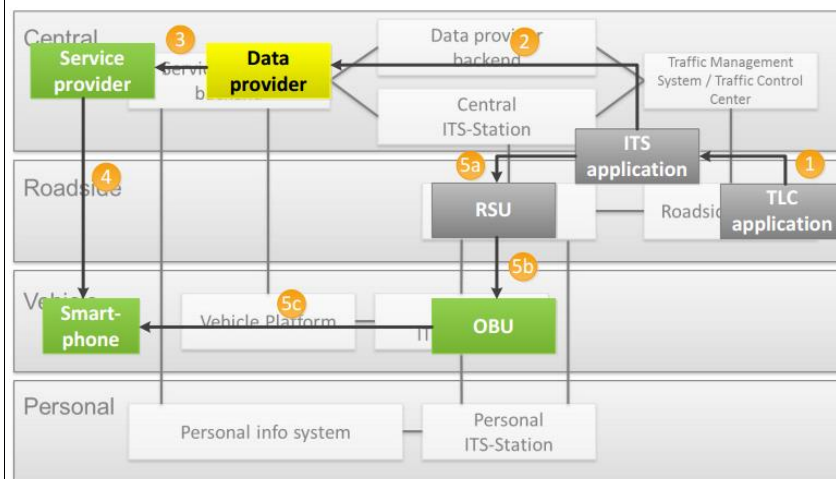 Central
3
2
Service
provider
Data
provider
Data provider
backend
Traffic Management
System / Traffic Control
Center
Central
ITS-Station
ITS
application
1
4
5a
Roadside
RSU
TLC
application
5b
Vehicle
5c
Smart-
phone
Vehicle Platform
OBU
Personal
Personal info system
Personal
ITS-Station